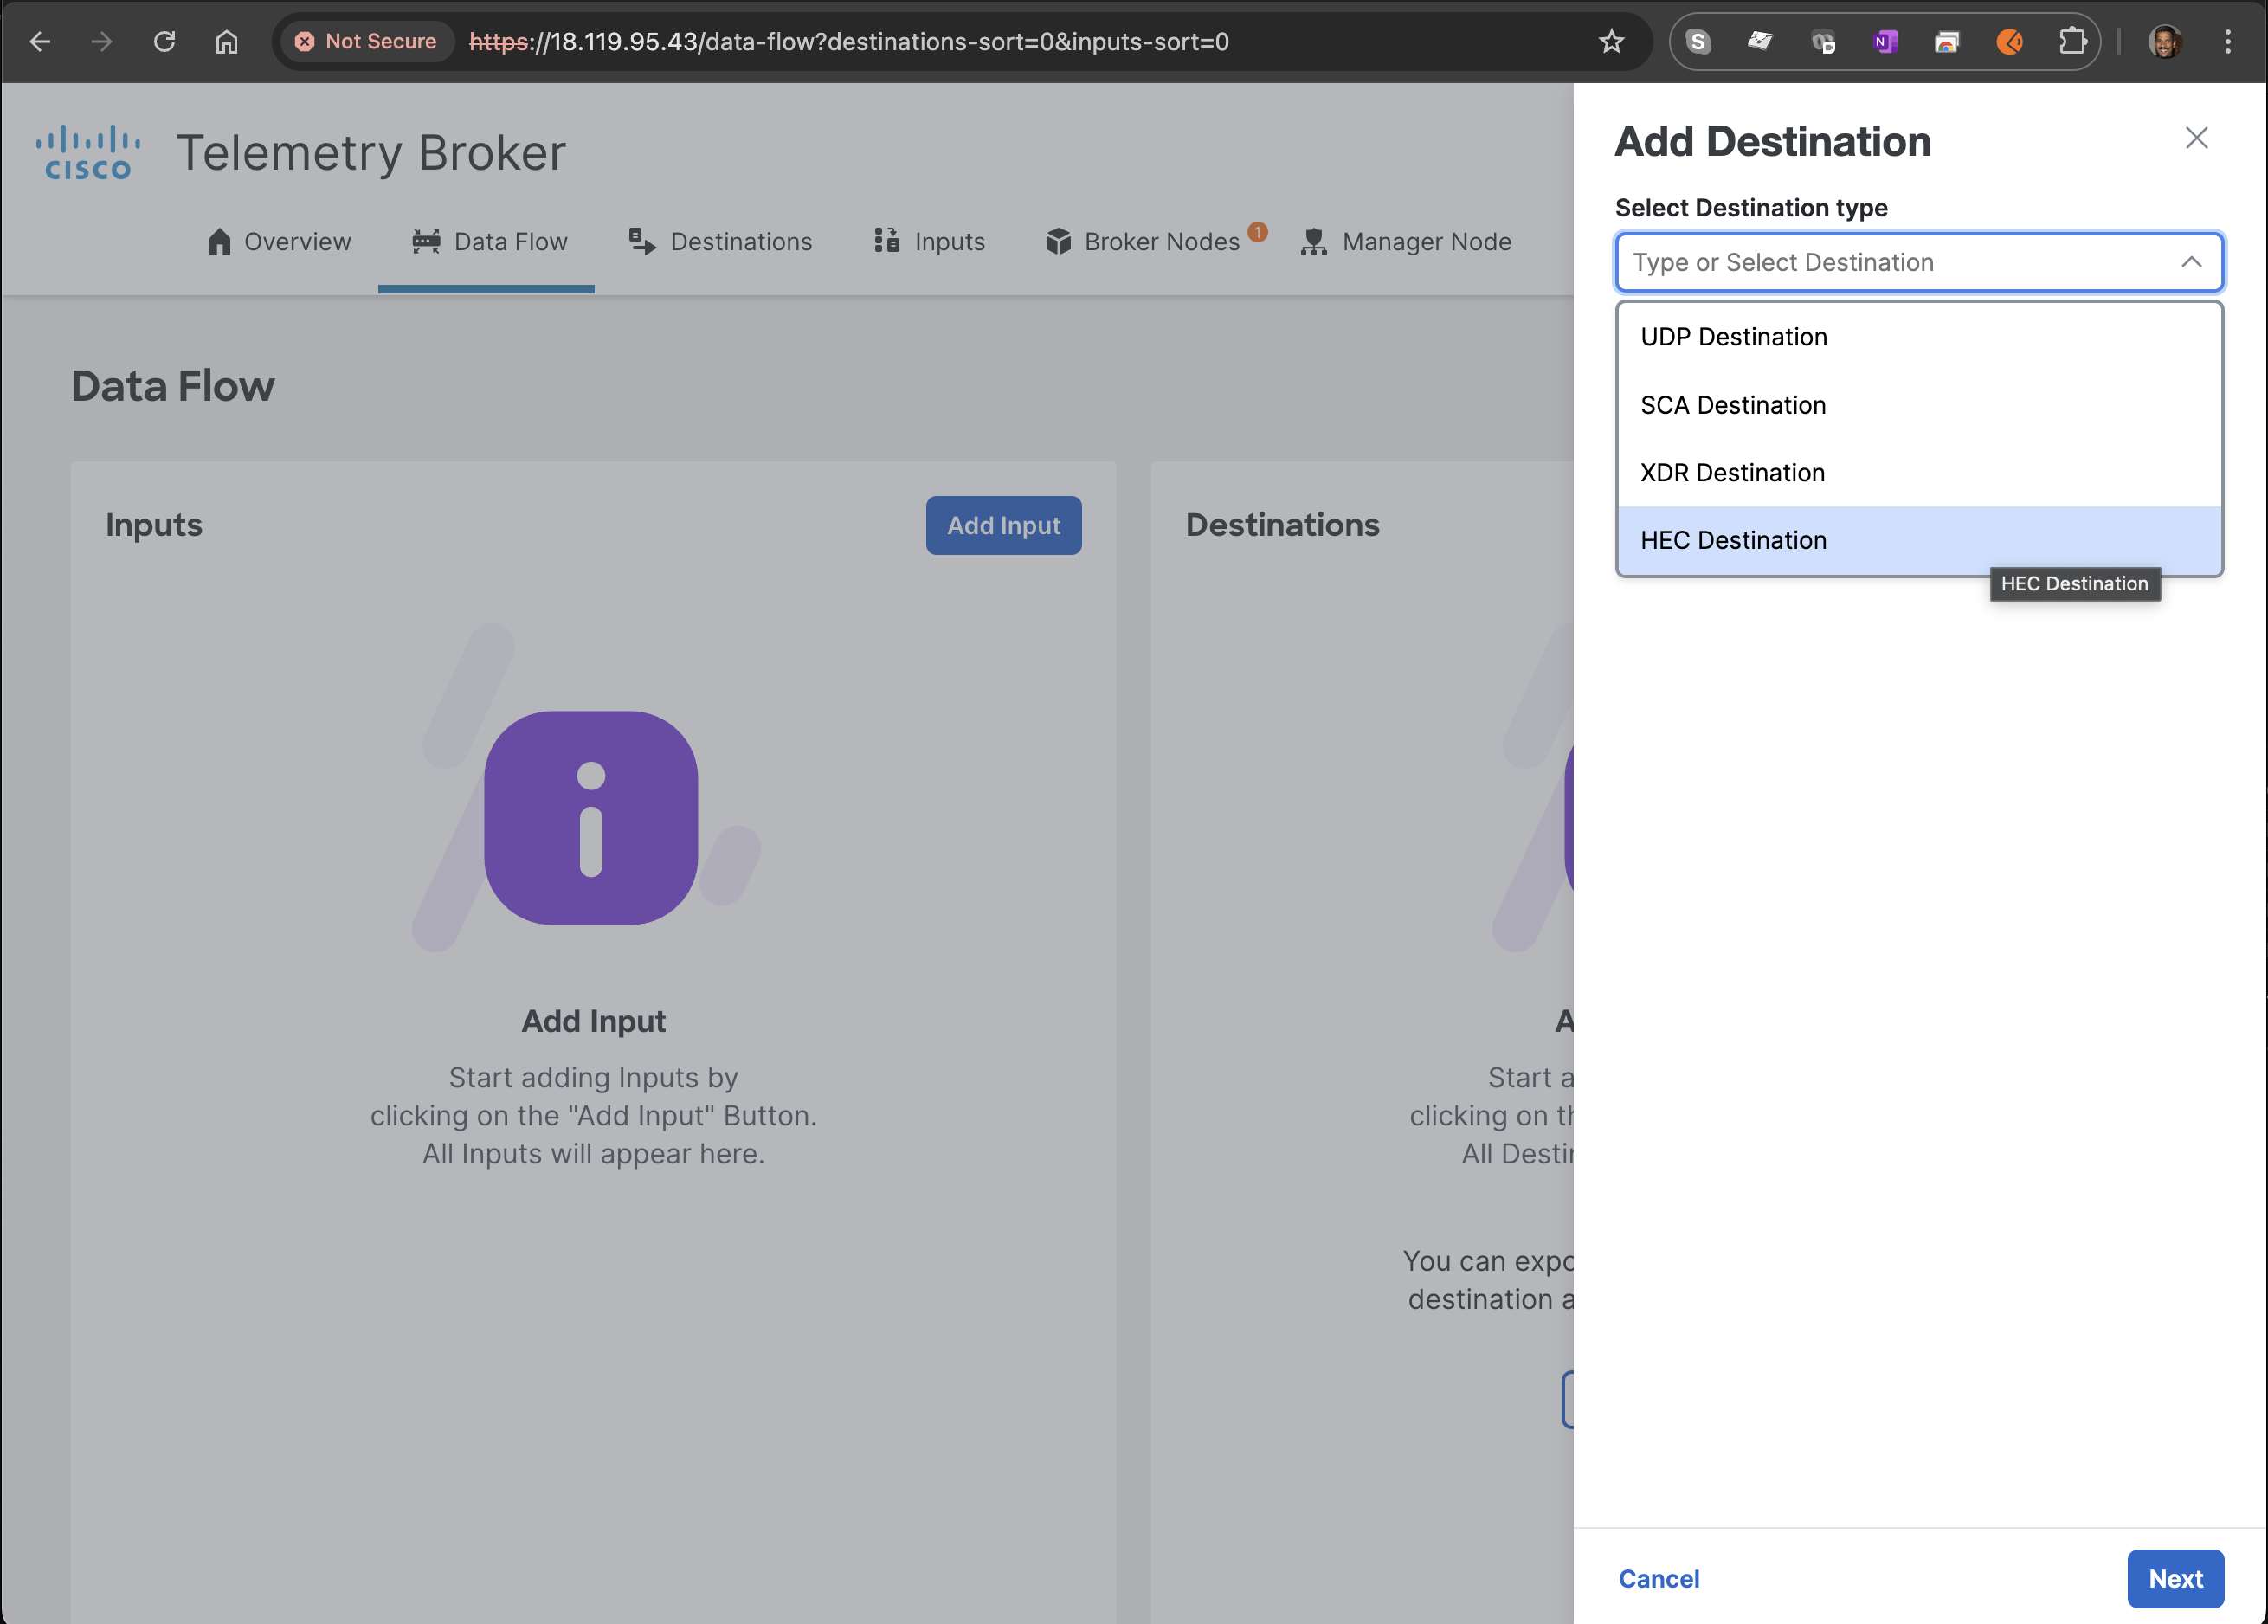 Not Secure https://18.119.95.43/data-flow?destinations-sort=0&inputs-sort=0
CISCO Telemetry Broker
Overview Data Flow Destinations Inputs Broker Nodes 1 Manager Node
Data Flow
Inputs
Add Input
Add Input
Start adding Inputs by
clicking on the "Add Input" Button.
All Inputs will appear here.
Destinations
A
Start a
clicking on th
All Destin
You can expo
destination a
Add Destination
Select Destination type
Type or Select Destination
UDP Destination
SCA Destination
XDR Destination
HEC Destination
HEC Destination
Cancel
Next